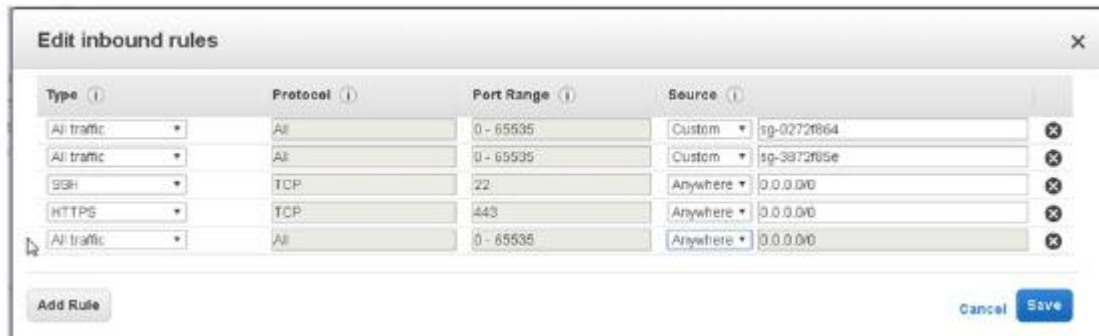 Edit inbound rules
Type Protocol Port Range Source
All traffic All 0 - 65535 Custom sg-0272f864
All traffic All 0 - 65535 Custom sg-3872f85e
SSH TCP 22 Anywhere 0.0.0.0/0
HTTPS TCP 443 Anywhere 0.0.0.0/0
All traffic All 0 - 65535 Anywhere 0.0.0.0/0
Add Rule Cancel Save